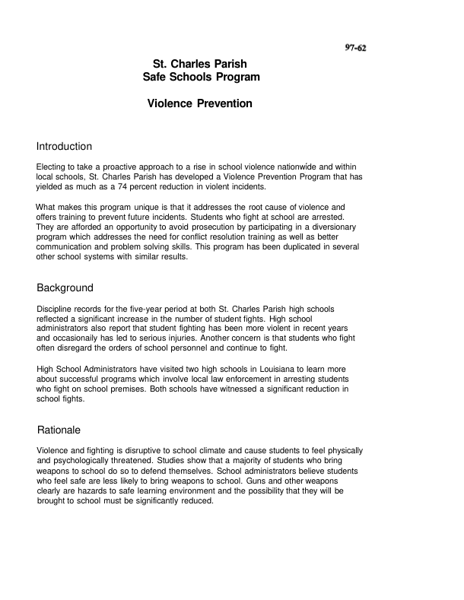 97-62
St. Charles Parish
Safe Schools Program
Violence Prevention
Introduction
Electing to take a proactive approach to a rise in school violence nationwide and within
local schools, St. Charles Parish has developed a Violence Prevention Program that has
yielded as much as a 74 percent reduction in violent incidents.
What makes this program unique is that it addresses the root cause of violence and
offers training to prevent future incidents. Students who fight at school are arrested.
They are afforded an opportunity to avoid prosecution by participating in a diversionary
program which addresses the need for conflict resolution training as well as better
communication and problem solving skills. This program has been duplicated in several
other school systems with similar results.
Background
Discipline records for the five-year period at both St. Charles Parish high schools
reflected a significant increase in the number of student fights. High school
administrators also report that student fighting has been more violent in recent years
and occasionally has led to serious injuries. Another concern is that students who fight
often disregard the orders of school personnel and continue to fight.
High School Administrators have visited two high schools in Louisiana to learn more
about successful programs which involve local law enforcement in arresting students
who fight on school premises. Both schools have witnessed a significant reduction in
school fights.
Rationale
Violence and fighting is disruptive to school climate and cause students to feel physically
and psychologically threatened. Studies show that a majority of students who bring
weapons to school do so to defend themselves. School administrators believe students
who feel safe are less likely to bring weapons to school. Guns and other weapons
clearly are hazards to safe learning environment and the possibility that they will be
brought to school must be significantly reduced.